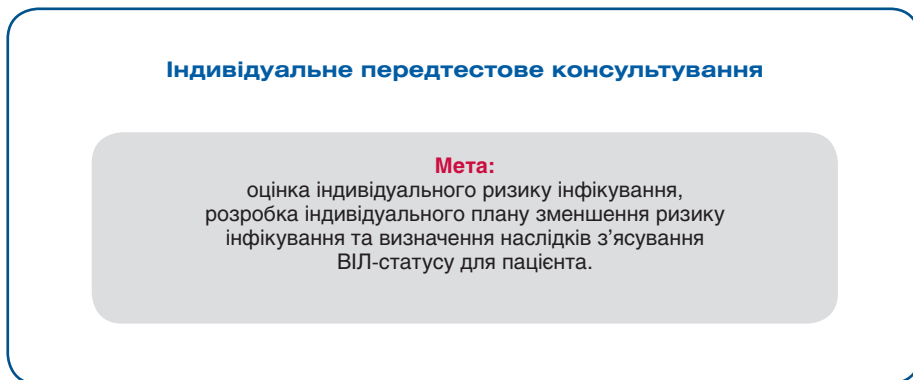 Індивідуальне передтестове консультування
Мета:
оцінка індивідуального ризику інфікування,
розробка індивідуального плану зменшення ризику
інфікування та визначення наслідків з’ясування
ВІЛ-статусу для пацієнта.